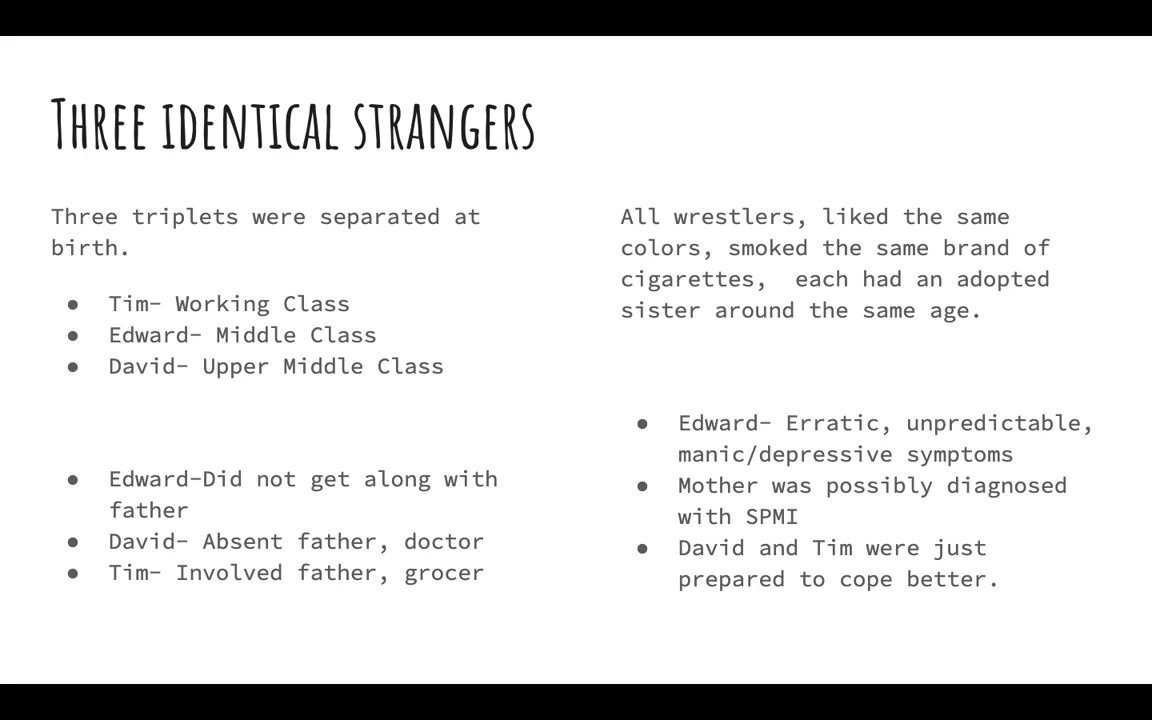 Three identical strangers
Three triplets were separated at
birth.
● Tim- Working Class
● Edward- Middle Class
● David- Upper Middle Class
● Edward-Did not get along with
father
● David- Absent father, doctor
● Tim- Involved father, grocer
All wrestlers, liked the same
colors, smoked the same brand of
cigarettes,  each had an adopted
sister around the same age.
● Edward- Erratic, unpredictable,
manic/depressive symptoms
● Mother was possibly diagnosed
with SPMI
● David and Tim were just
prepared to cope better.